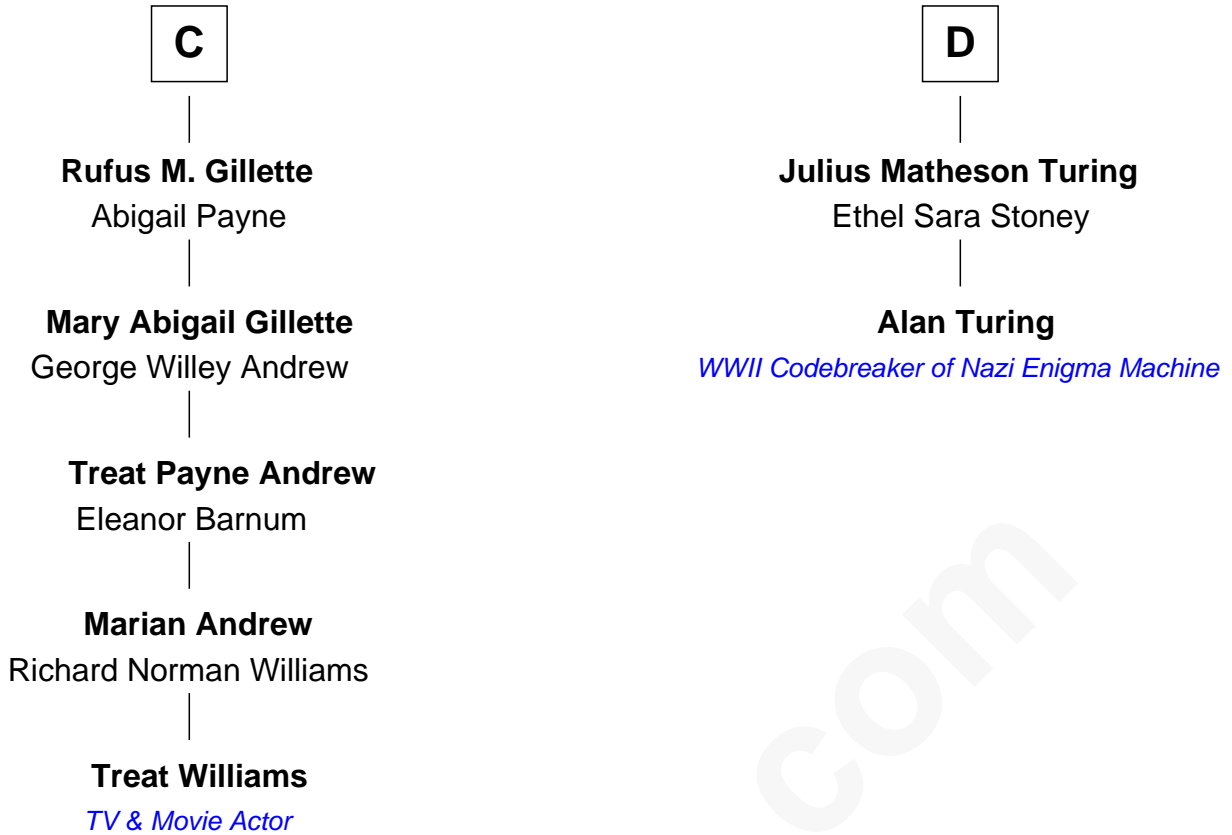 C
Rufus M. Gillette
Abigail Payne
Mary Abigail Gillette
George Willey Andrew
Treat Payne Andrew
Eleanor Barnum
Marian Andrew
Richard Norman Williams
Treat Williams
TV & Movie Actor
D
Julius Matheson Turing
Ethel Sara Stoney
Alan Turing
WWII Codebreaker of Nazi Enigma Machine
com